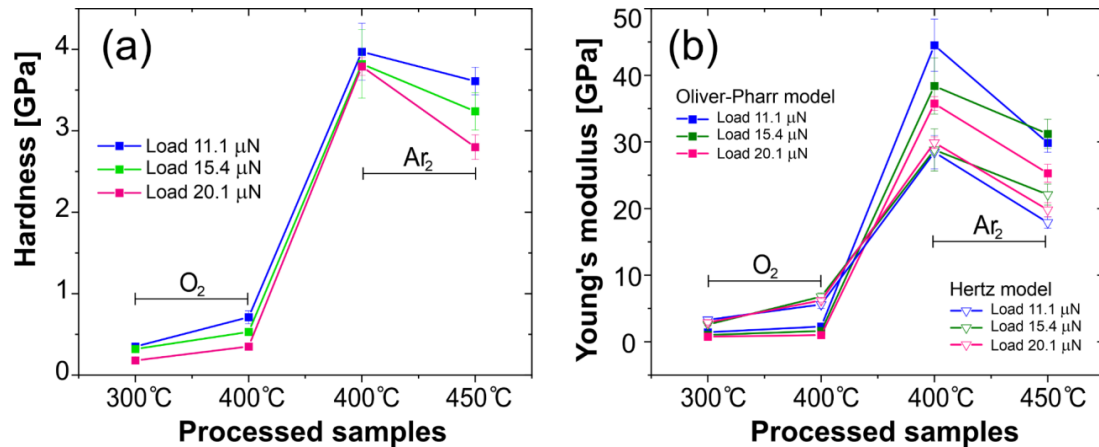 (a)
Hardness [GPa]
4
3
2
1
0
Load 11.1 μN
Load 15.4 μN
Load 20.1 μN
O₂
Ar₂
300℃ 400℃ 400℃ 450℃
Processed samples
(b)
Young's modulus [GPa]
50
40
30
20
10
0
Oliver-Pharr model
Load 11.1 μN
Load 15.4 μN
Load 20.1 μN
O₂
Ar₂
Hertz model
Load 11.1 μN
Load 15.4 μN
Load 20.1 μN
300℃ 400℃ 400℃ 450℃
Processed samples